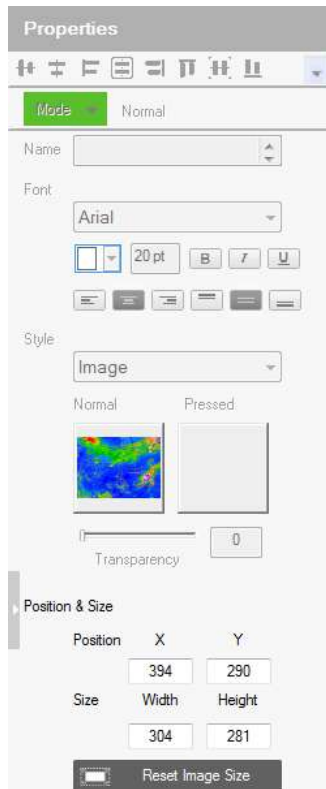 Properties
Mode Normal
Name
Font
Arial
20 pt B I U
Style
Image
Normal Pressed
0
Transparency
Position & Size
Position X Y
394 290
Size Width Height
304 281
Reset Image Size